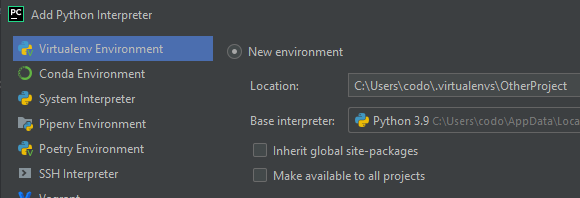 PC
Add Python Interpreter
Virtualenv Environment
Conda Environment
System Interpreter
Pipenv Environment
Poetry Environment
SSH Interpreter
New environment
Location:
C:\Users\codo\.virtualenvs\OtherProject
Base interpreter:
Python 3.9 C:\Users\codo\AppData\Loca
Inherit global site-packages
Make available to all projects